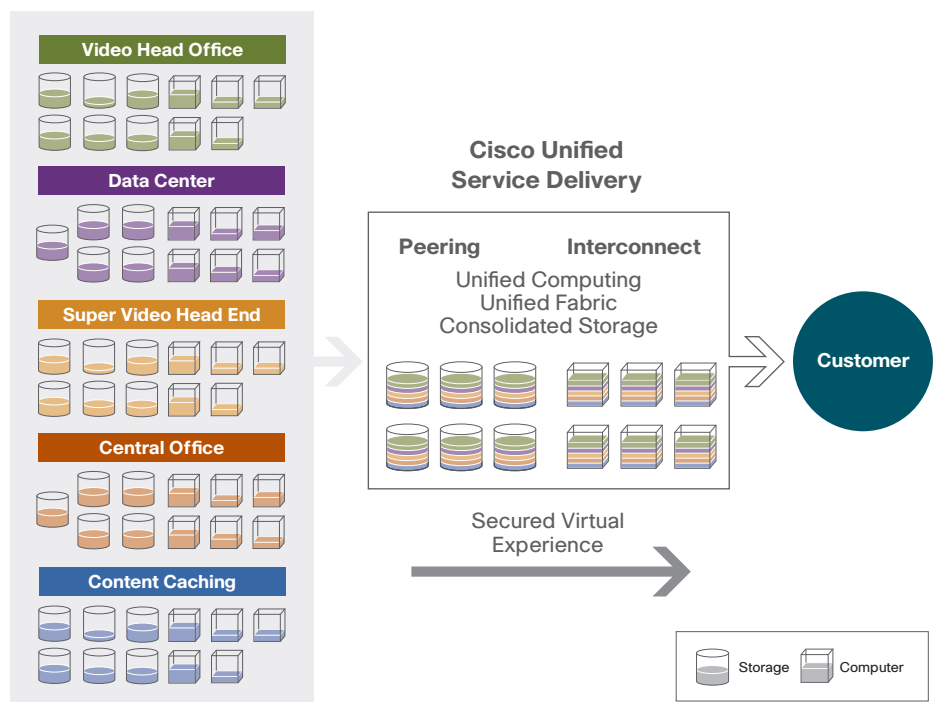 Video Head Office
Data Center
Super Video Head End
Central Office
Content Caching
Cisco Unified
Service Delivery
Peering
Interconnect
Unified Computing
Unified Fabric
Consolidated Storage
Customer
Secured Virtual
Experience
Storage
Computer